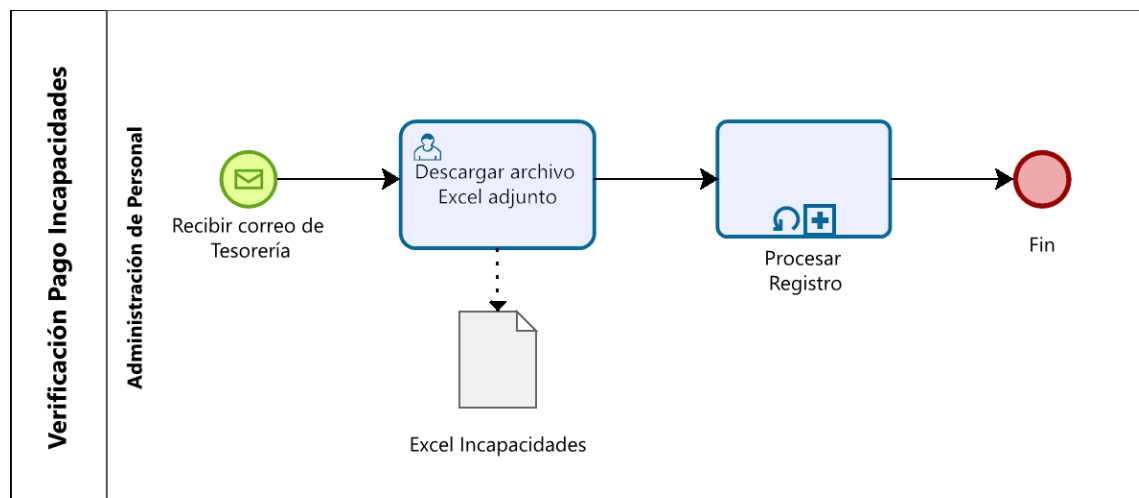 Verificación Pago Incapacidades
Administración de Personal
Recibir correo de
Tesorería
Descargar archivo
Excel adjunto
Excel Incapacidades
Procesar
Registro
Fin